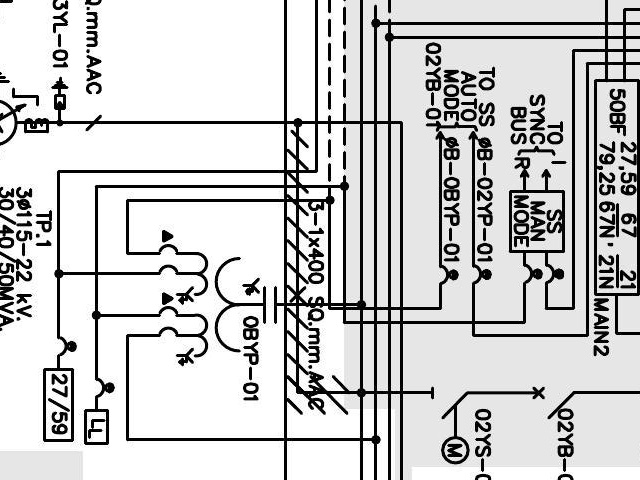 3YL-01
Q.mm.AAC
TP.1
3ø115-22 kV.
30/40/50MVA.
27/59
LL
0BYP-01
3-1x400 SQ.mm.AAC
TO SS
AUTO
MODE
02YB-01
øB-02YP-01
øB-0BYP-01
TO
SYNC
BUS
I
R
SS
MAN
MODE
50BF 27,59 67 21
79,25 67N, 21N
MAIN2
M
02YS-0
02YB-0